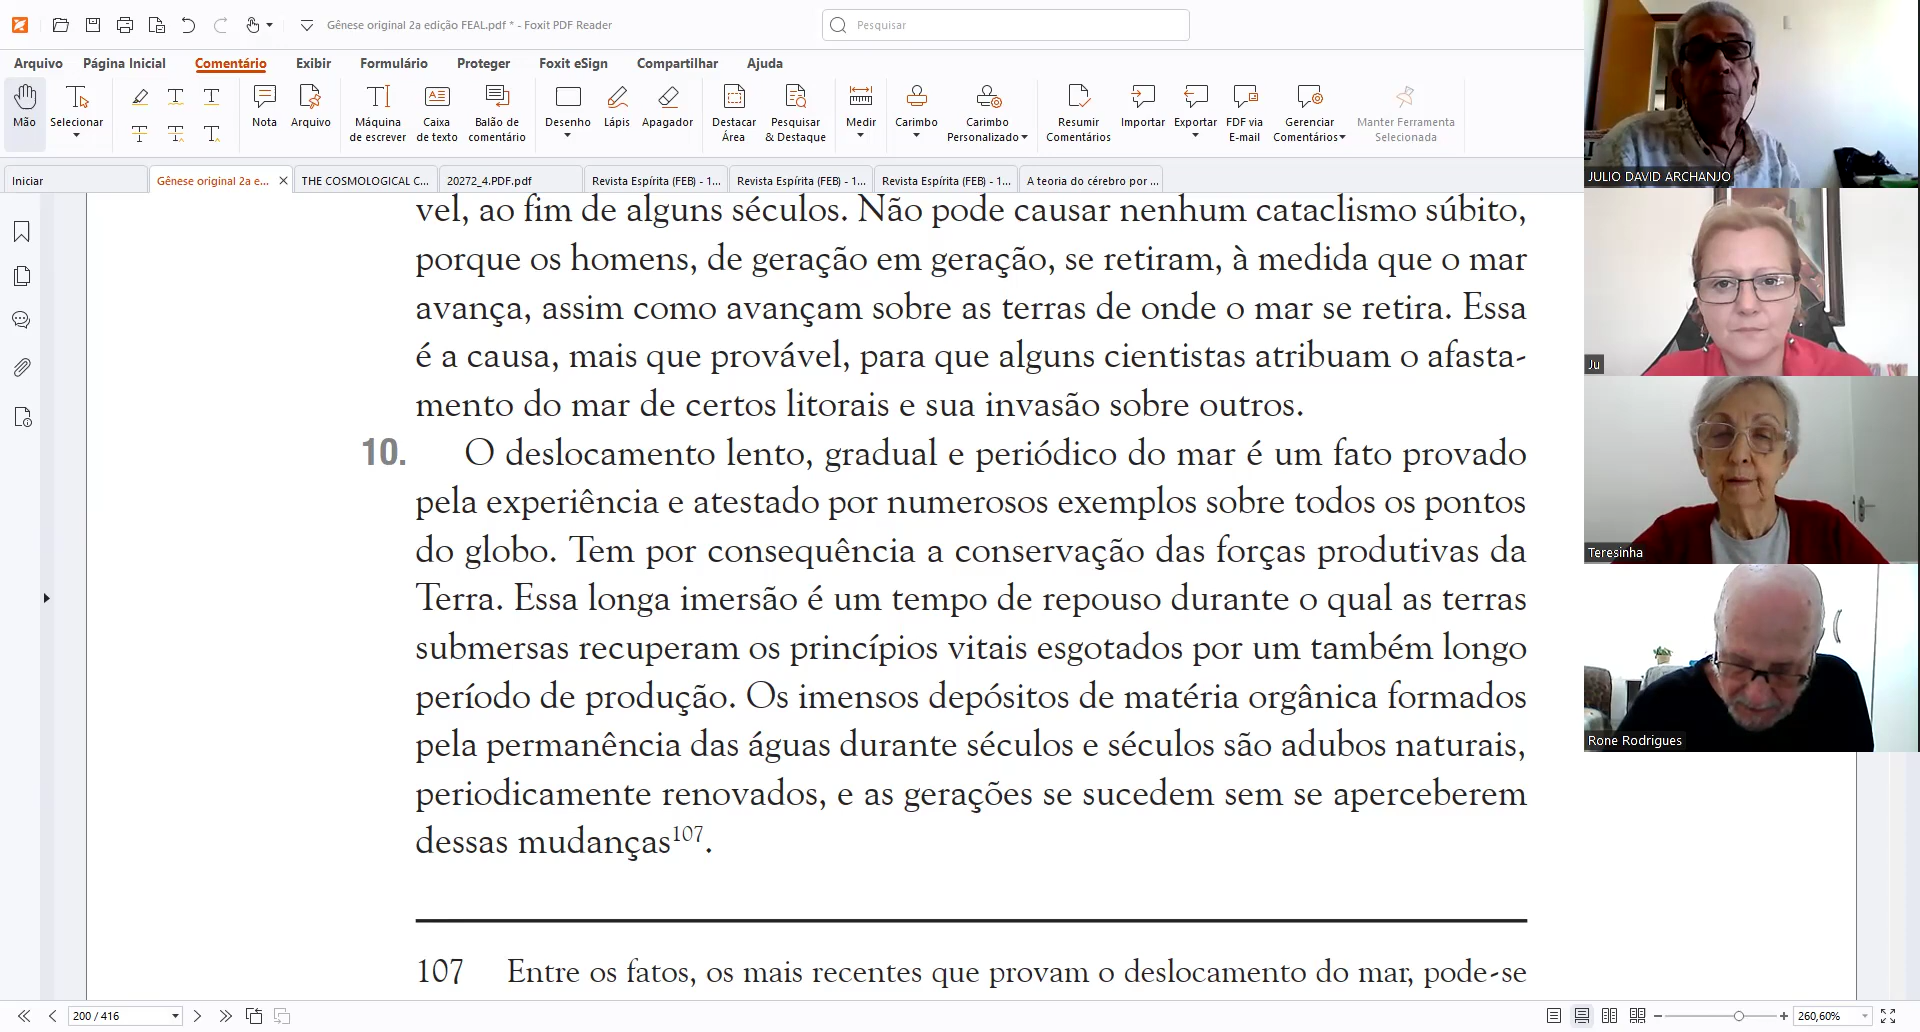 Gênese original 2a edição FEAL.pdf * - Foxit PDF Reader
Pesquisar
Arquivo Página Inicial Comentário Exibir Formulário Proteger Foxit eSign Compartilhar Ajuda
Mão
Selecionar
Nota
Arquivo
Máquina
de escrever
Caixa
de texto
Balão de
comentário
Desenho
Lápis
Apagador
Destacar
Área
Pesquisar
& Destaque
Medir
Carimbo
Carimbo
Personalizado
Resumir
Comentários
Importar
Exportar
FDF via
E-mail
Gerenciar
Comentários
Manter Ferramenta
Selecionada
Iniciar
Gênese original 2a e...
THE COSMOLOGICAL C...
20272_4.PDF.pdf
Revista Espírita (FEB) - 1...
Revista Espírita (FEB) - 1...
Revista Espírita (FEB) - 1...
A teoria do cérebro por ...
vel, ao fim de alguns séculos. Não pode causar nenhum cataclismo súbito,
porque os homens, de geração em geração, se retiram, à medida que o mar
avança, assim como avançam sobre as terras de onde o mar se retira. Essa
é a causa, mais que provável, para que alguns cientistas atribuam o afasta-
mento do mar de certos litorais e sua invasão sobre outros.
10. O deslocamento lento, gradual e periódico do mar é um fato provado
pela experiência e atestado por numerosos exemplos sobre todos os pontos
do globo. Tem por consequência a conservação das forças produtivas da
Terra. Essa longa imersão é um tempo de repouso durante o qual as terras
submersas recuperam os princípios vitais esgotados por um também longo
período de produção. Os imensos depósitos de matéria orgânica formados
pela permanência das águas durante séculos e séculos são adubos naturais,
periodicamente renovados, e as gerações se sucedem sem se aperceberem
dessas mudanças107.
107 Entre os fatos, os mais recentes que provam o deslocamento do mar, pode-se
200 / 416
260,60%
JULIO DAVID ARCHANJO
Ju
Teresinha
Rone Rodrigues